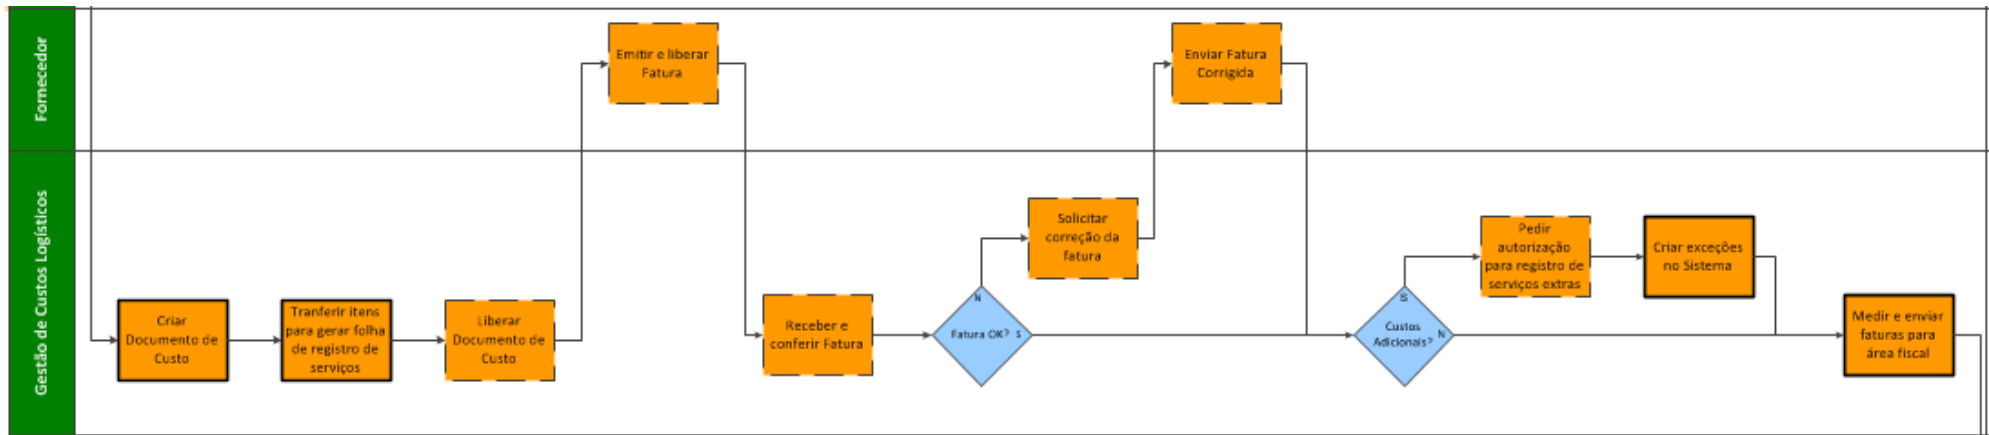 Fornecedor
Emitir e liberar
Fatura
Enviar Fatura
Corrigida
Gestão de Custos Logísticos
Criar
Documento de
Custo
Tranferir itens
para gerar folha
de registro de
serviços
Liberar
Documento de
Custo
Receber e
conferir Fatura
N
Fatura OK? S
Solicitar
correção da
fatura
S
Custos
Adicionais? N
Pedir
autorização
para registro de
serviços extras
Criar exceções
no Sistema
Medir e enviar
faturas para
área fiscal